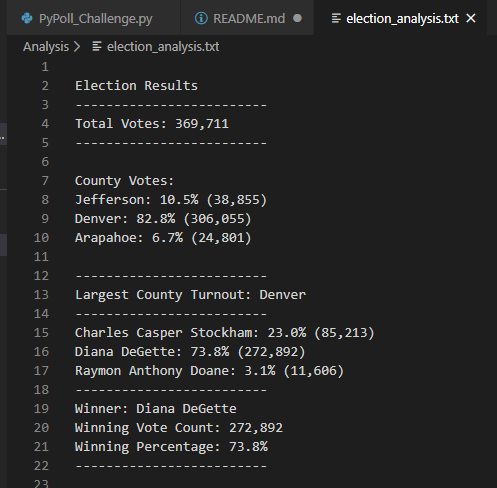 PyPoll_Challenge.py README.md election_analysis.txt
Analysis > election_analysis.txt
1
2 Election Results
3 -------------------------
4 Total Votes: 369,711
5 -------------------------
6
7 County Votes:
8 Jefferson: 10.5% (38,855)
9 Denver: 82.8% (306,055)
10 Arapahoe: 6.7% (24,801)
11
12 -------------------------
13 Largest County Turnout: Denver
14 -------------------------
15 Charles Casper Stockham: 23.0% (85,213)
16 Diana DeGette: 73.8% (272,892)
17 Raymon Anthony Doane: 3.1% (11,606)
18 -------------------------
19 Winner: Diana DeGette
20 Winning Vote Count: 272,892
21 Winning Percentage: 73.8%
22 -------------------------
23